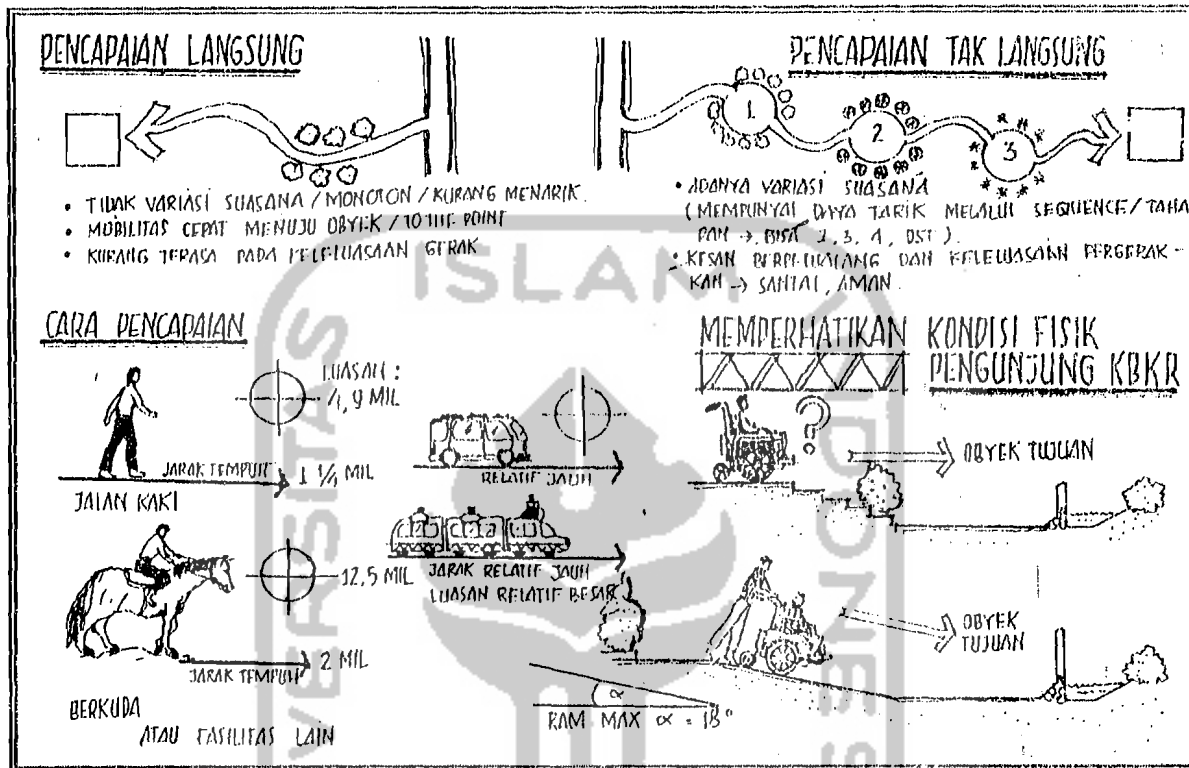 PENCAPAIAN LANGSUNG
• TIDAK VARIASI SUASANA / MONOTON / KURANG MENARIK.
• MOBILITAS CEPAT MENUJU OBYEK / POINT
• KURANG TERASA PADA KELELUASAAN GERAK
PENCAPAIAN TAK LANGSUNG
1
2
3
• ADANYA VARIASI SUASANA
(MEMPUNYAI DAYA TARIK MELALUI SEQUENCE / TAHA
PAN → BISA 2, 3, 4, DST).
• KESAN DAN KELELUASAAN PERGERAK-
KAN → SANTAI, AMAN.
CARA PENCAPAIAN
LUASAN :
4,9 MIL
JARAK TEMPUH
1 1/4 MIL
JALAN KAKI
RELATIF JAUH
JARAK RELATIF JAUH
LUASAN RELATIF BESAR
12,5 MIL
JARAK TEMPUH
2 MIL
BERKUDA
ATAU FASILITAS LAIN
MEMPERHATIKAN KONDISI FISIK
PENGUNJUNG KBKR
?
OBYEK TUJUAN
OBYEK
TUJUAN
α
RAM MAX α = 18°
ISLAM